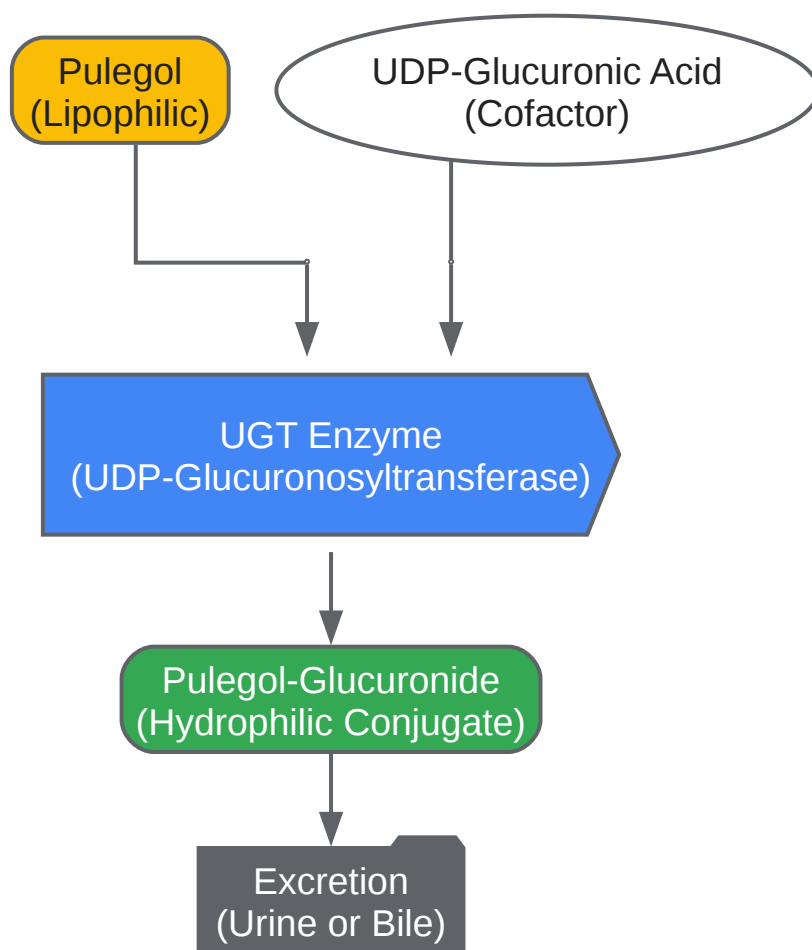 Pulegol
(Lipophilic)
UDP-Glucuronic Acid
(Cofactor)
UGT Enzyme
(UDP-Glucuronosyltransferase)
Pulegol-Glucuronide
(Hydrophilic Conjugate)
Excretion
(Urine or Bile)